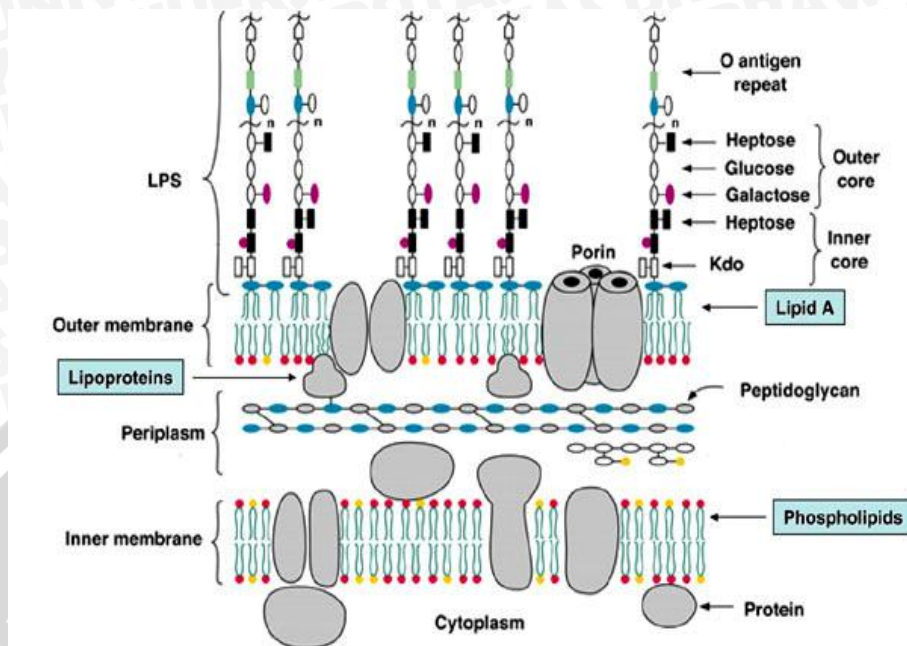 O antigen
repeat
n
n
n
n
n
n
Heptose
Glucose
Galactose
Outer
core
LPS
Heptose
Inner
core
Porin
Kdo
Lipid A
Outer membrane
Lipoproteins
Peptidoglycan
Periplasm
Phospholipids
Inner membrane
Protein
Cytoplasm